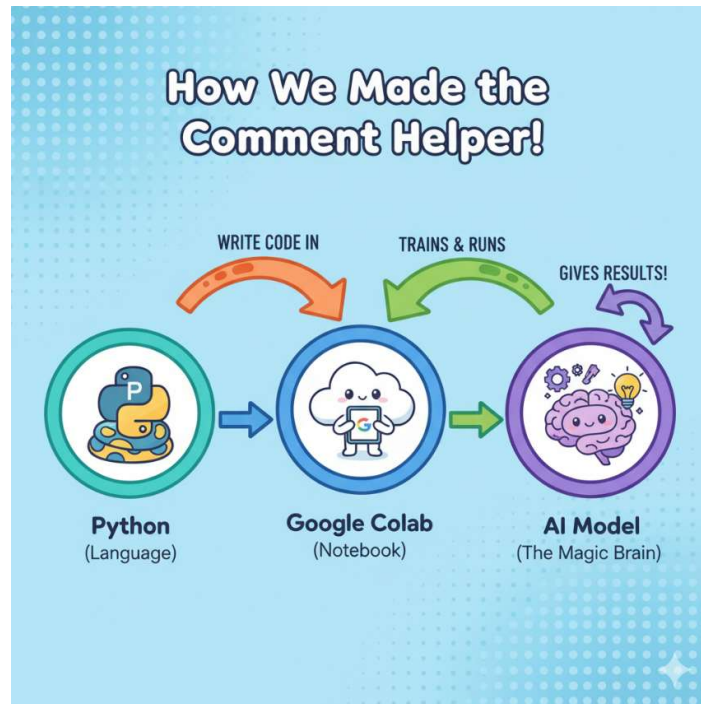 How We Made the
Comment Helper!
WRITE CODE IN
TRAINS & RUNS
GIVES RESULTS!
P
G
Python
(Language)
Google Colab
(Notebook)
AI Model
(The Magic Brain)